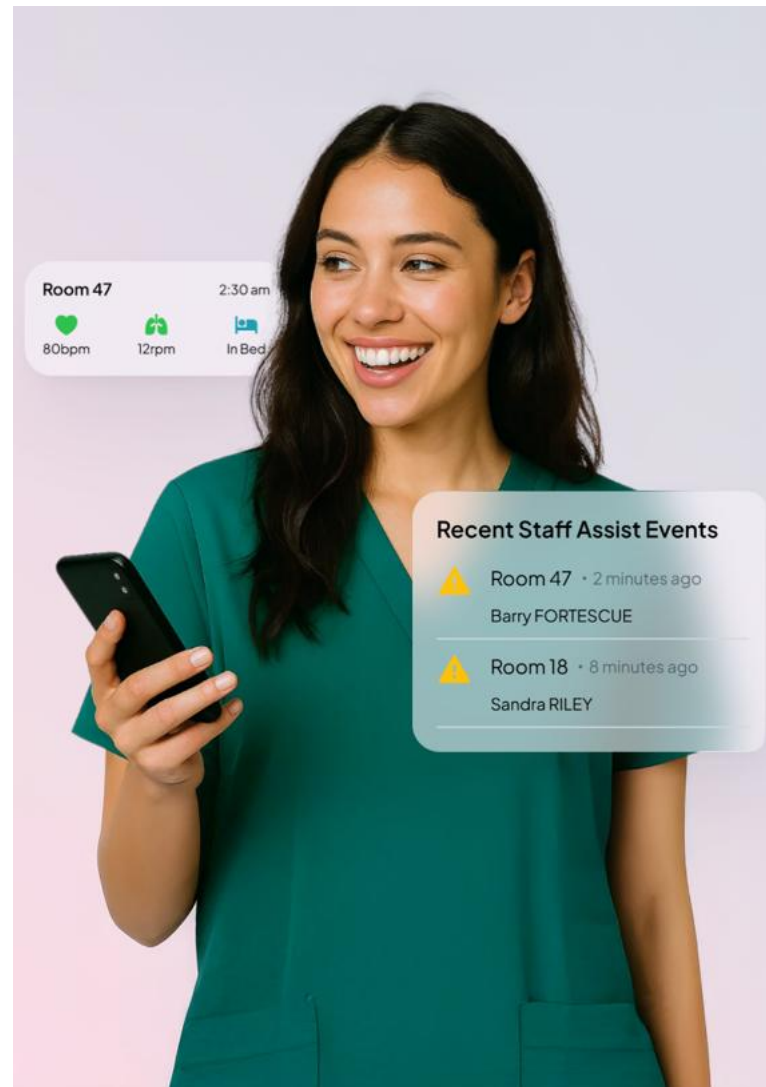 Room 47 2:30 am
80bpm 12rpm In Bed
Recent Staff Assist Events
Room 47 • 2 minutes ago
Barry FORTESCUE
Room 18 • 8 minutes ago
Sandra RILEY